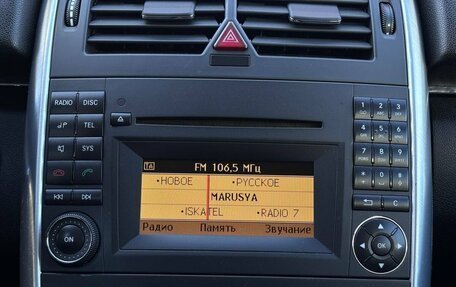 RADIO DISC
TEL
SYS
ON
FM 106.5 МГц
•НОВОЕ •РУССКОЕ
MARUSYA
•ISKATEL •RADIO 7
Радио Память Звучание
1 2 3
4 5 6
7 8 9
* 0 #
C
OK